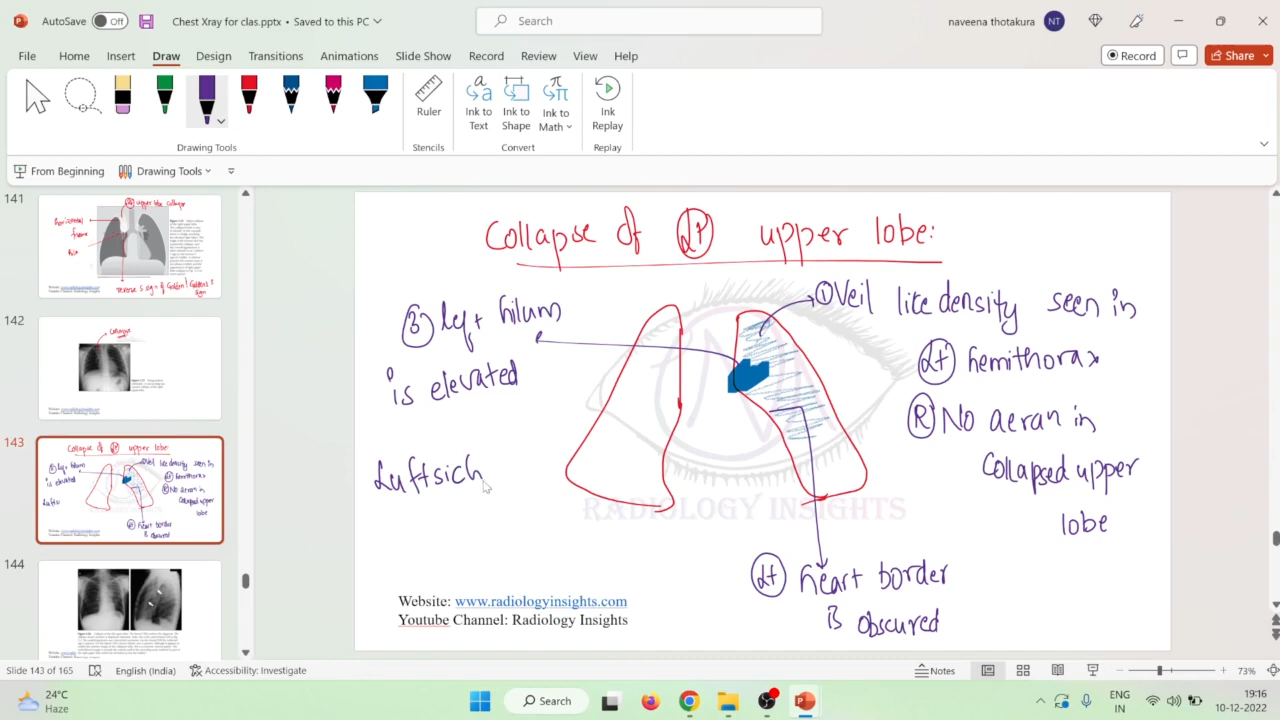 AutoSave Off Chest Xray for clas.pptx • Saved to this PC Search naveena thotakura NT
File Home Insert Draw Design Transitions Animations Slide Show Record Review View Help Record Share
Ruler
Ink to Text
Ink to Shape
Ink to Math
Ink Replay
Drawing Tools Stencils Convert Replay
From Beginning Drawing Tools
141
142
143
144
Collapse of Lt upper lobe:
① Veil like density seen in
Lt hemithorax
R No aeran in
Collapsed upper
lobe
③ left hilum
is elevated
Luftsich
Lt heart border
is obscured
RADIOLOGY INSIGHTS
Website: www.radiologyinsights.com
Youtube Channel: Radiology Insights
Slide 143 of 165 English (India) Accessibility: Investigate Notes 73%
24°C
Haze
Search
ENG
IN
19:16
10-12-2022